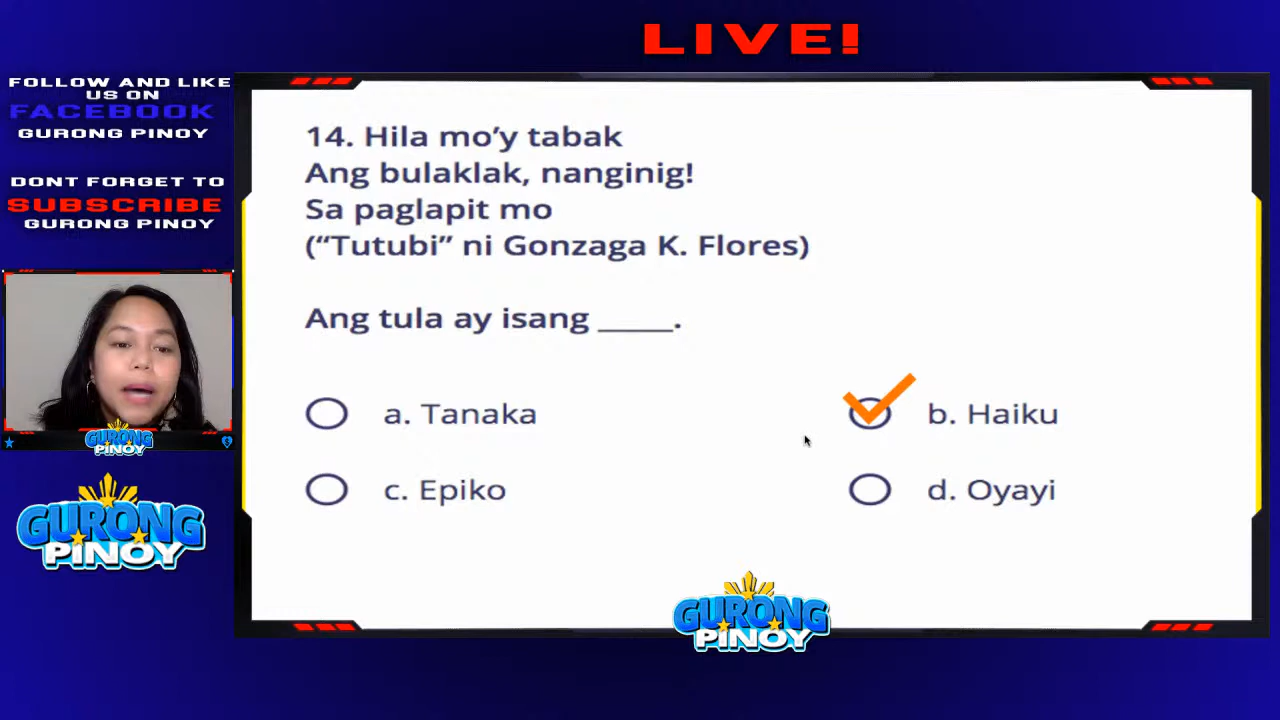 LIVE!
FOLLOW AND LIKE
US ON
FACEBOOK
GURONG PINOY
DONT FORGET TO
SUBSCRIBE
GURONG PINOY
14. Hila mo’y tabak
Ang bulaklak, nanginig!
Sa paglapit mo
(“Tutubi” ni Gonzaga K. Flores)
Ang tula ay isang _____.
a. Tanaka
b. Haiku
c. Epiko
d. Oyayi
GURONG
PINOY
GURONG
PINOY
GURONG
PINOY